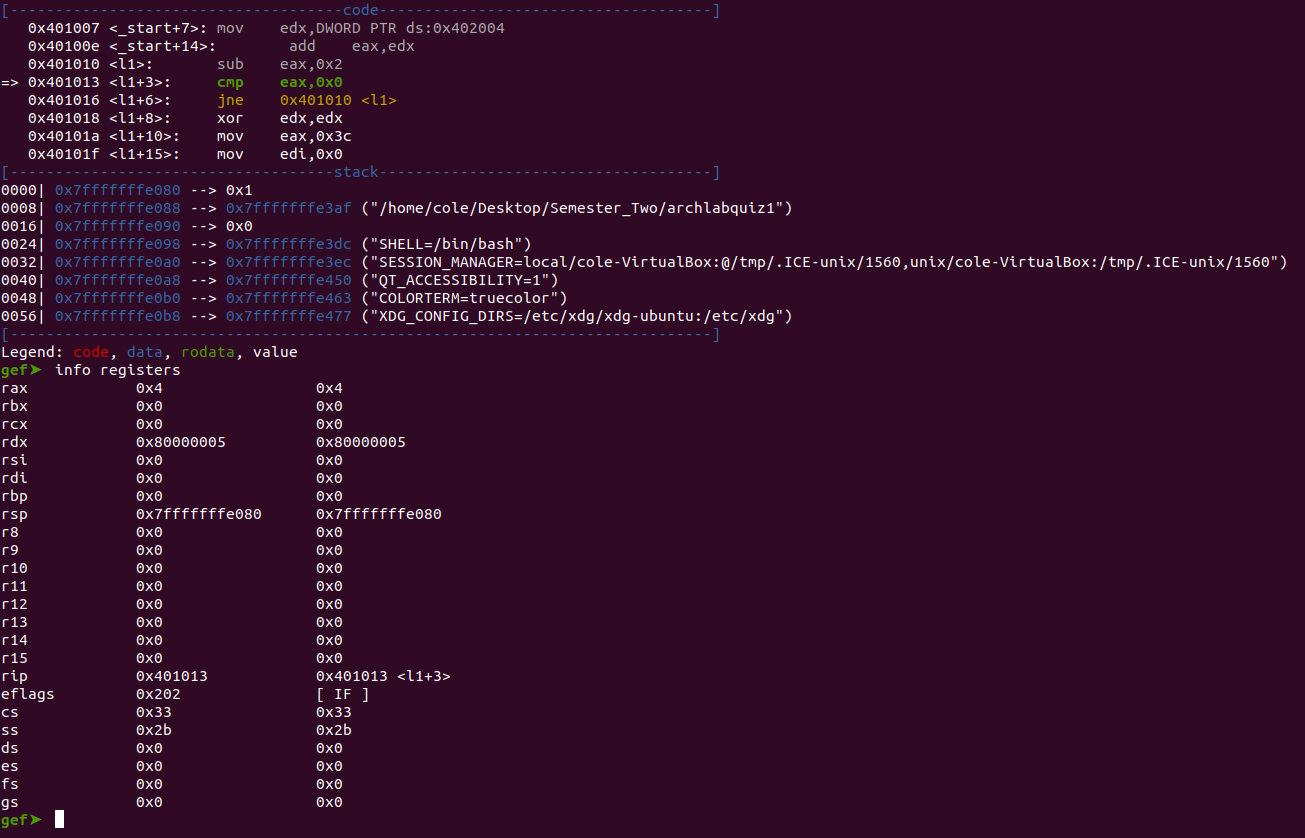 [-------------------------------------code-------------------------------------]
   0x401007 <_start+7>:	mov    edx,DWORD PTR ds:0x402004
   0x40100e <_start+14>:	add    eax,edx
   0x401010 <l1>:	sub    eax,0x2
=> 0x401013 <l1+3>:	cmp    eax,0x0
   0x401016 <l1+6>:	jne    0x401010 <l1>
   0x401018 <l1+8>:	xor    edx,edx
   0x40101a <l1+10>:	mov    eax,0x3c
   0x40101f <l1+15>:	mov    edi,0x0
[------------------------------------stack-------------------------------------]
0000| 0x7fffffffe080 --> 0x1
0008| 0x7fffffffe088 --> 0x7fffffffe3af ("/home/cole/Desktop/Semester_Two/archlabquiz1")
0016| 0x7fffffffe090 --> 0x0
0024| 0x7fffffffe098 --> 0x7fffffffe3dc ("SHELL=/bin/bash")
0032| 0x7fffffffe0a0 --> 0x7fffffffe3ec ("SESSION_MANAGER=local/cole-VirtualBox:@/tmp/.ICE-unix/1560,unix/cole-VirtualBox:/tmp/.ICE-unix/1560")
0040| 0x7fffffffe0a8 --> 0x7fffffffe450 ("QT_ACCESSIBILITY=1")
0048| 0x7fffffffe0b0 --> 0x7fffffffe463 ("COLORTERM=truecolor")
0056| 0x7fffffffe0b8 --> 0x7fffffffe477 ("XDG_CONFIG_DIRS=/etc/xdg/xdg-ubuntu:/etc/xdg")
[------------------------------------------------------------------------------]
Legend: code, data, rodata, value
gef➤  info registers
rax            0x4                 0x4
rbx            0x0                 0x0
rcx            0x0                 0x0
rdx            0x80000005          0x80000005
rsi            0x0                 0x0
rdi            0x0                 0x0
rbp            0x0                 0x0
rsp            0x7fffffffe080      0x7fffffffe080
r8             0x0                 0x0
r9             0x0                 0x0
r10            0x0                 0x0
r11            0x0                 0x0
r12            0x0                 0x0
r13            0x0                 0x0
r14            0x0                 0x0
r15            0x0                 0x0
rip            0x401013            0x401013 <l1+3>
eflags         0x202               [ IF ]
cs             0x33                0x33
ss             0x2b                0x2b
ds             0x0                 0x0
es             0x0                 0x0
fs             0x0                 0x0
gs             0x0                 0x0
gef➤